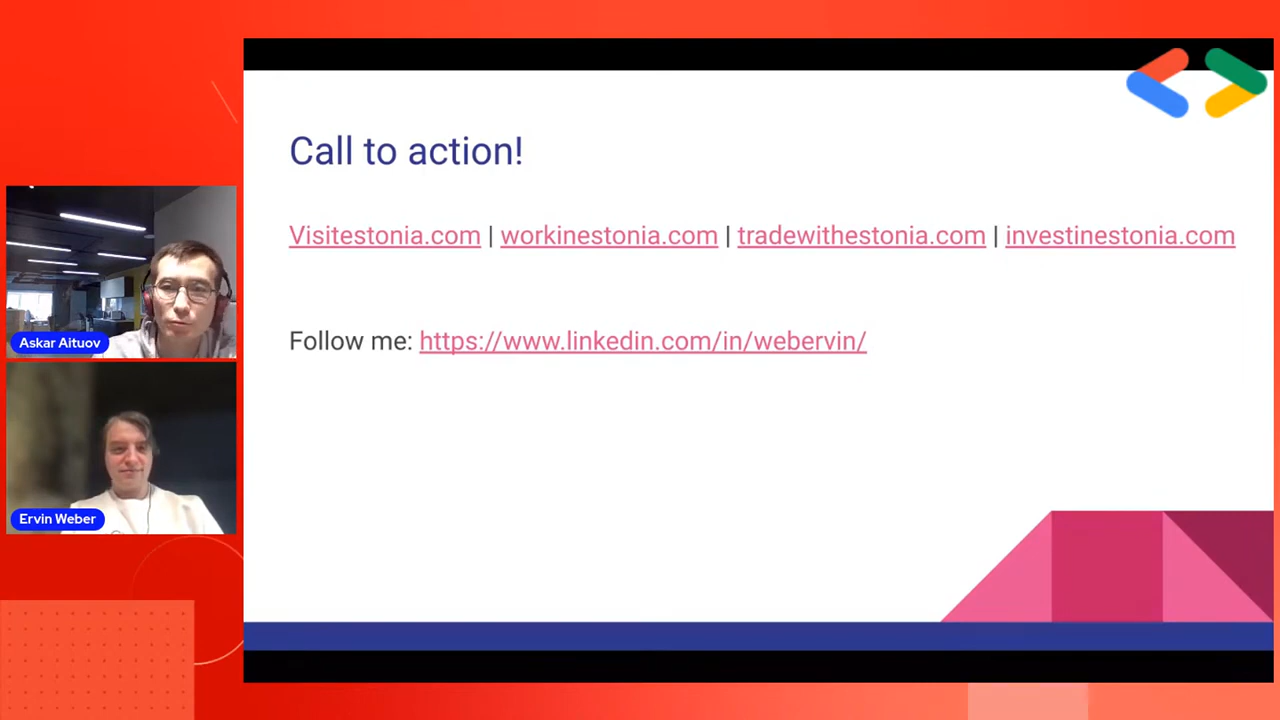 Call to action!
Visitestonia.com | workinestonia.com | tradewithestonia.com | investinestonia.com
Follow me: https://www.linkedin.com/in/webervin/
Askar Aituov
Ervin Weber